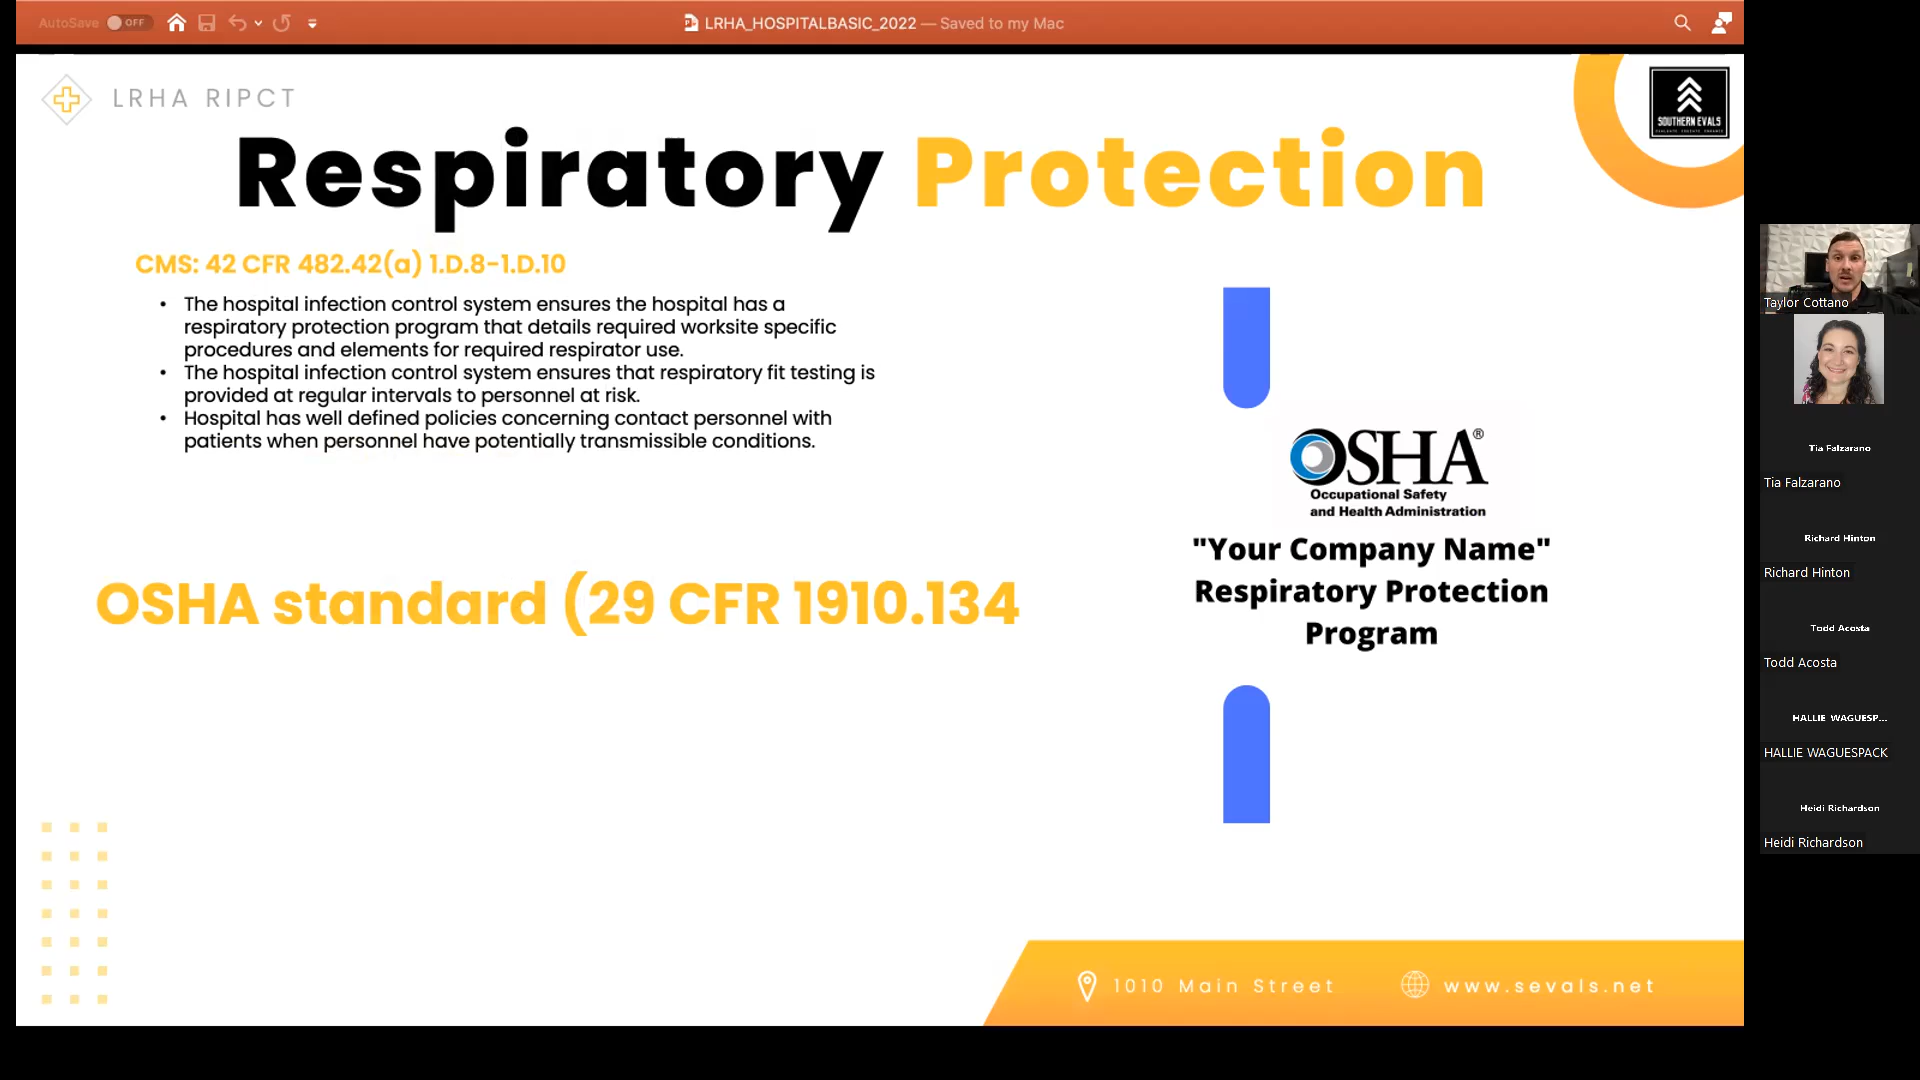 AutoSave OFF
LRHA_HOSPITALBASIC_2022 — Saved to my Mac
LRHA RIPCT
SOUTHERN EVALS
Respiratory Protection
CMS: 42 CFR 482.42(a) 1.D.8-1.D.10
• The hospital infection control system ensures the hospital has a
respiratory protection program that details required worksite specific
procedures and elements for required respirator use.
• The hospital infection control system ensures that respiratory fit testing is
provided at regular intervals to personnel at risk.
• Hospital has well defined policies concerning contact personnel with
patients when personnel have potentially transmissible conditions.
OSHA standard (29 CFR 1910.134
OSHA®
Occupational Safety
and Health Administration
"Your Company Name"
Respiratory Protection
Program
1010 Main Street
www.sevals.net
Taylor Cottano
Tia Falzarano
Tia Falzarano
Richard Hinton
Richard Hinton
Todd Acosta
Todd Acosta
HALLIE WAGUESP...
HALLIE WAGUESPACK
Heidi Richardson
Heidi Richardson